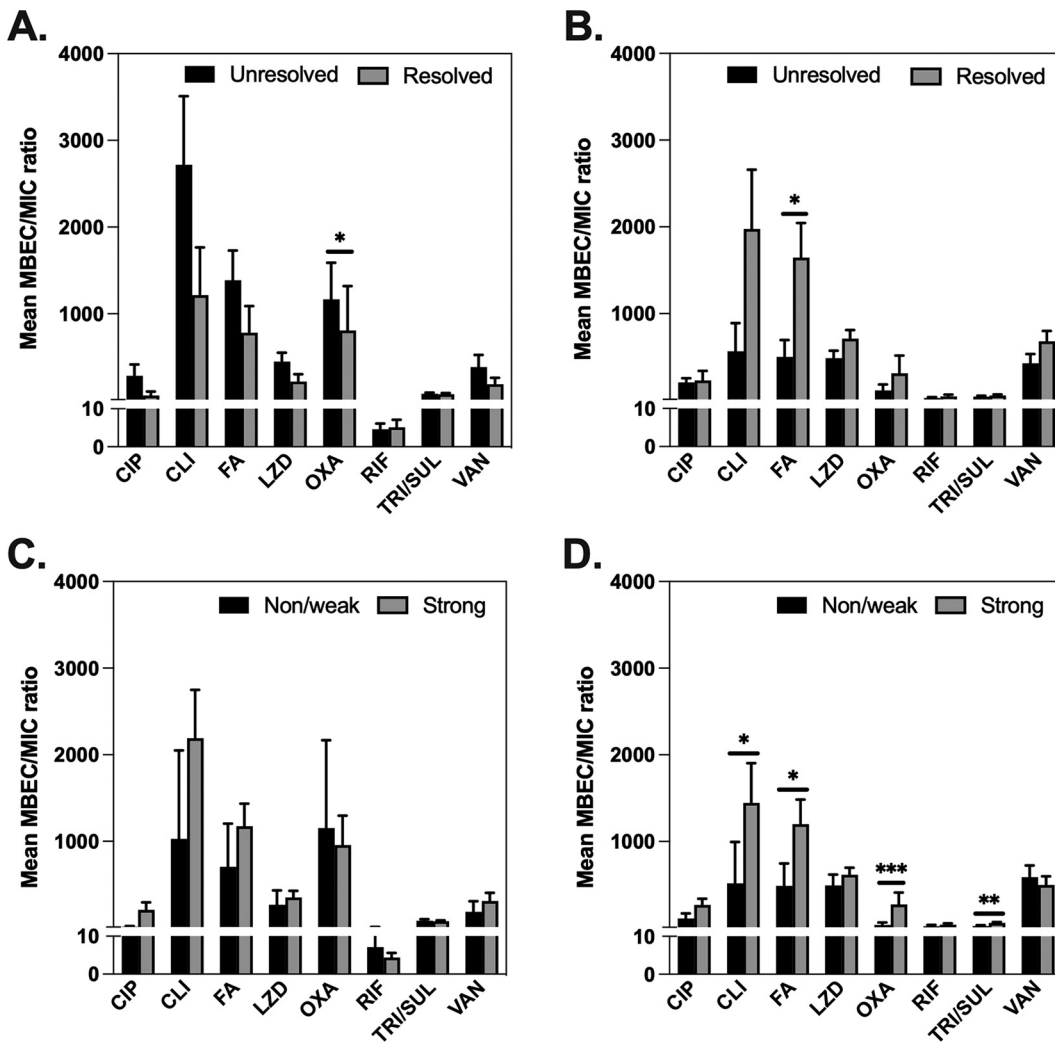 A.
Mean MBEC/MIC ratio
4000
3000
2000
1000
10
0
Unresolved Resolved
*
CIP CLI FA LZD OXA RIF TRI/SUL VAN
B.
Mean MBEC/MIC ratio
4000
3000
2000
1000
10
0
Unresolved Resolved
*
CIP CLI FA LZD OXA RIF TRI/SUL VAN
C.
Mean MBEC/MIC ratio
4000
3000
2000
1000
10
0
Non/weak Strong
CIP CLI FA LZD OXA RIF TRI/SUL VAN
D.
Mean MBEC/MIC ratio
4000
3000
2000
1000
10
0
Non/weak Strong
* * *** **
CIP CLI FA LZD OXA RIF TRI/SUL VAN